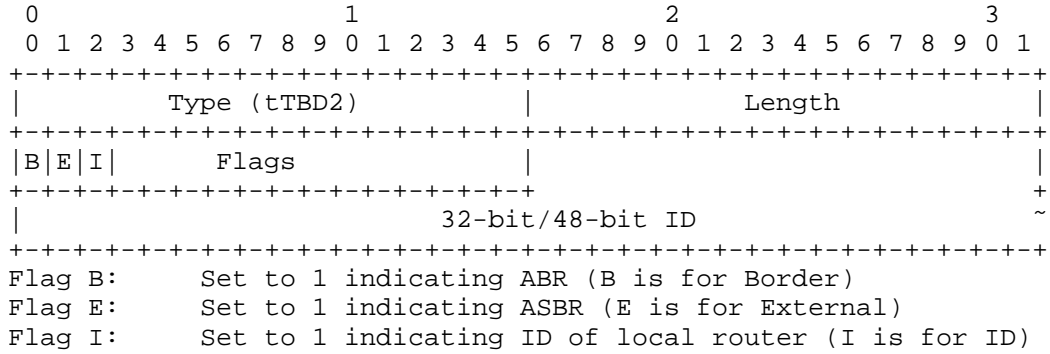 0                   1                   2                   3
 0 1 2 3 4 5 6 7 8 9 0 1 2 3 4 5 6 7 8 9 0 1 2 3 4 5 6 7 8 9 0 1
+-+-+-+-+-+-+-+-+-+-+-+-+-+-+-+-+-+-+-+-+-+-+-+-+-+-+-+-+-+-+-+-+
|         Type (tTBD2)          |             Length            |
+-+-+-+-+-+-+-+-+-+-+-+-+-+-+-+-+-+-+-+-+-+-+-+-+-+-+-+-+-+-+-+-+
|B|E|I|      Flags              |                               |
+-+-+-+-+-+-+-+-+-+-+-+-+-+-+-+-+                               +
|                          32-bit/48-bit ID                     ~
+-+-+-+-+-+-+-+-+-+-+-+-+-+-+-+-+-+-+-+-+-+-+-+-+-+-+-+-+-+-+-+-+
Flag B:     Set to 1 indicating ABR (B is for Border)
Flag E:     Set to 1 indicating ASBR (E is for External)
Flag I:     Set to 1 indicating ID of local router (I is for ID)